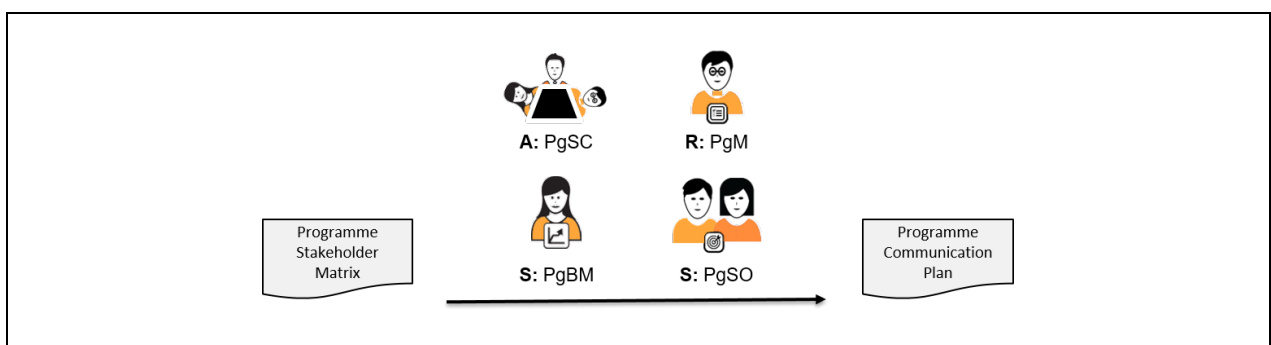 A: PgSC
R: PgM
Programme
Stakeholder
Matrix
S: PgBM
S: PgSO
Programme
Communication
Plan